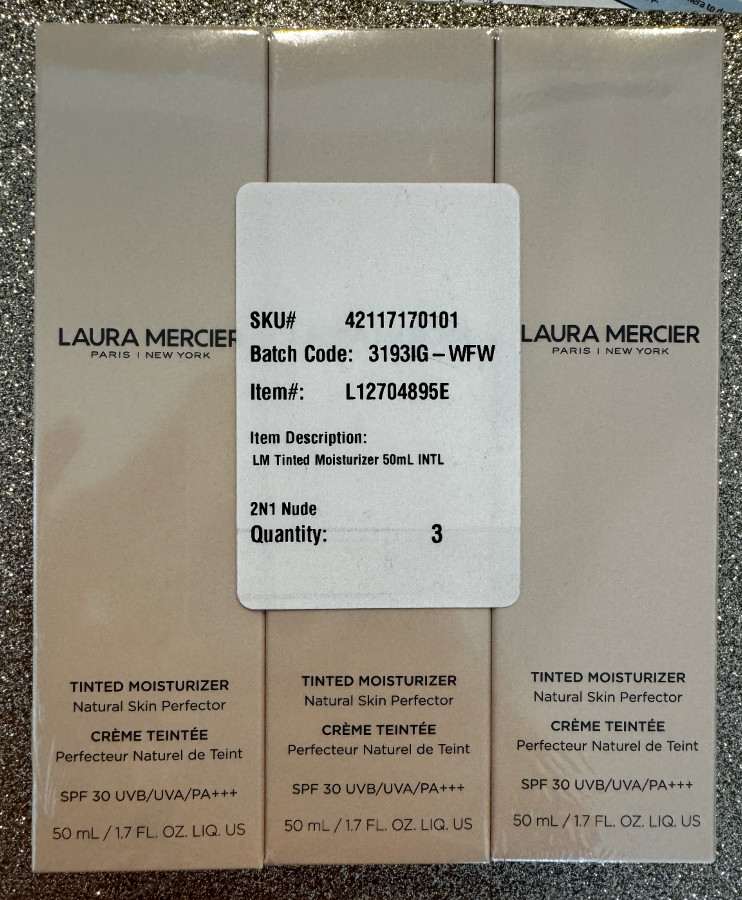 LAURA MERCIER
PARIS | NEW YORK
TINTED MOISTURIZER
Natural Skin Perfector
CRÈME TEINTÉE
Perfecteur Naturel de Teint
SPF 30 UVB/UVA/PA+++
50 mL / 1.7 FL. OZ. LIQ. US
SKU# 42117170101
Batch Code: 3193IG–WFW
Item#: L12704895E
Item Description:
LM Tinted Moisturizer 50mL INTL
2N1 Nude
Quantity: 3
TINTED MOISTURIZER
Natural Skin Perfector
CRÈME TEINTÉE
Perfecteur Naturel de Teint
SPF 30 UVB/UVA/PA+++
50 mL / 1.7 FL. OZ. LIQ. US
LAURA MERCIER
PARIS | NEW YORK
TINTED MOISTURIZER
Natural Skin Perfector
CRÈME TEINTÉE
Perfecteur Naturel de Teint
SPF 30 UVB/UVA/PA+++
50 mL / 1.7 FL. OZ. LIQ. US